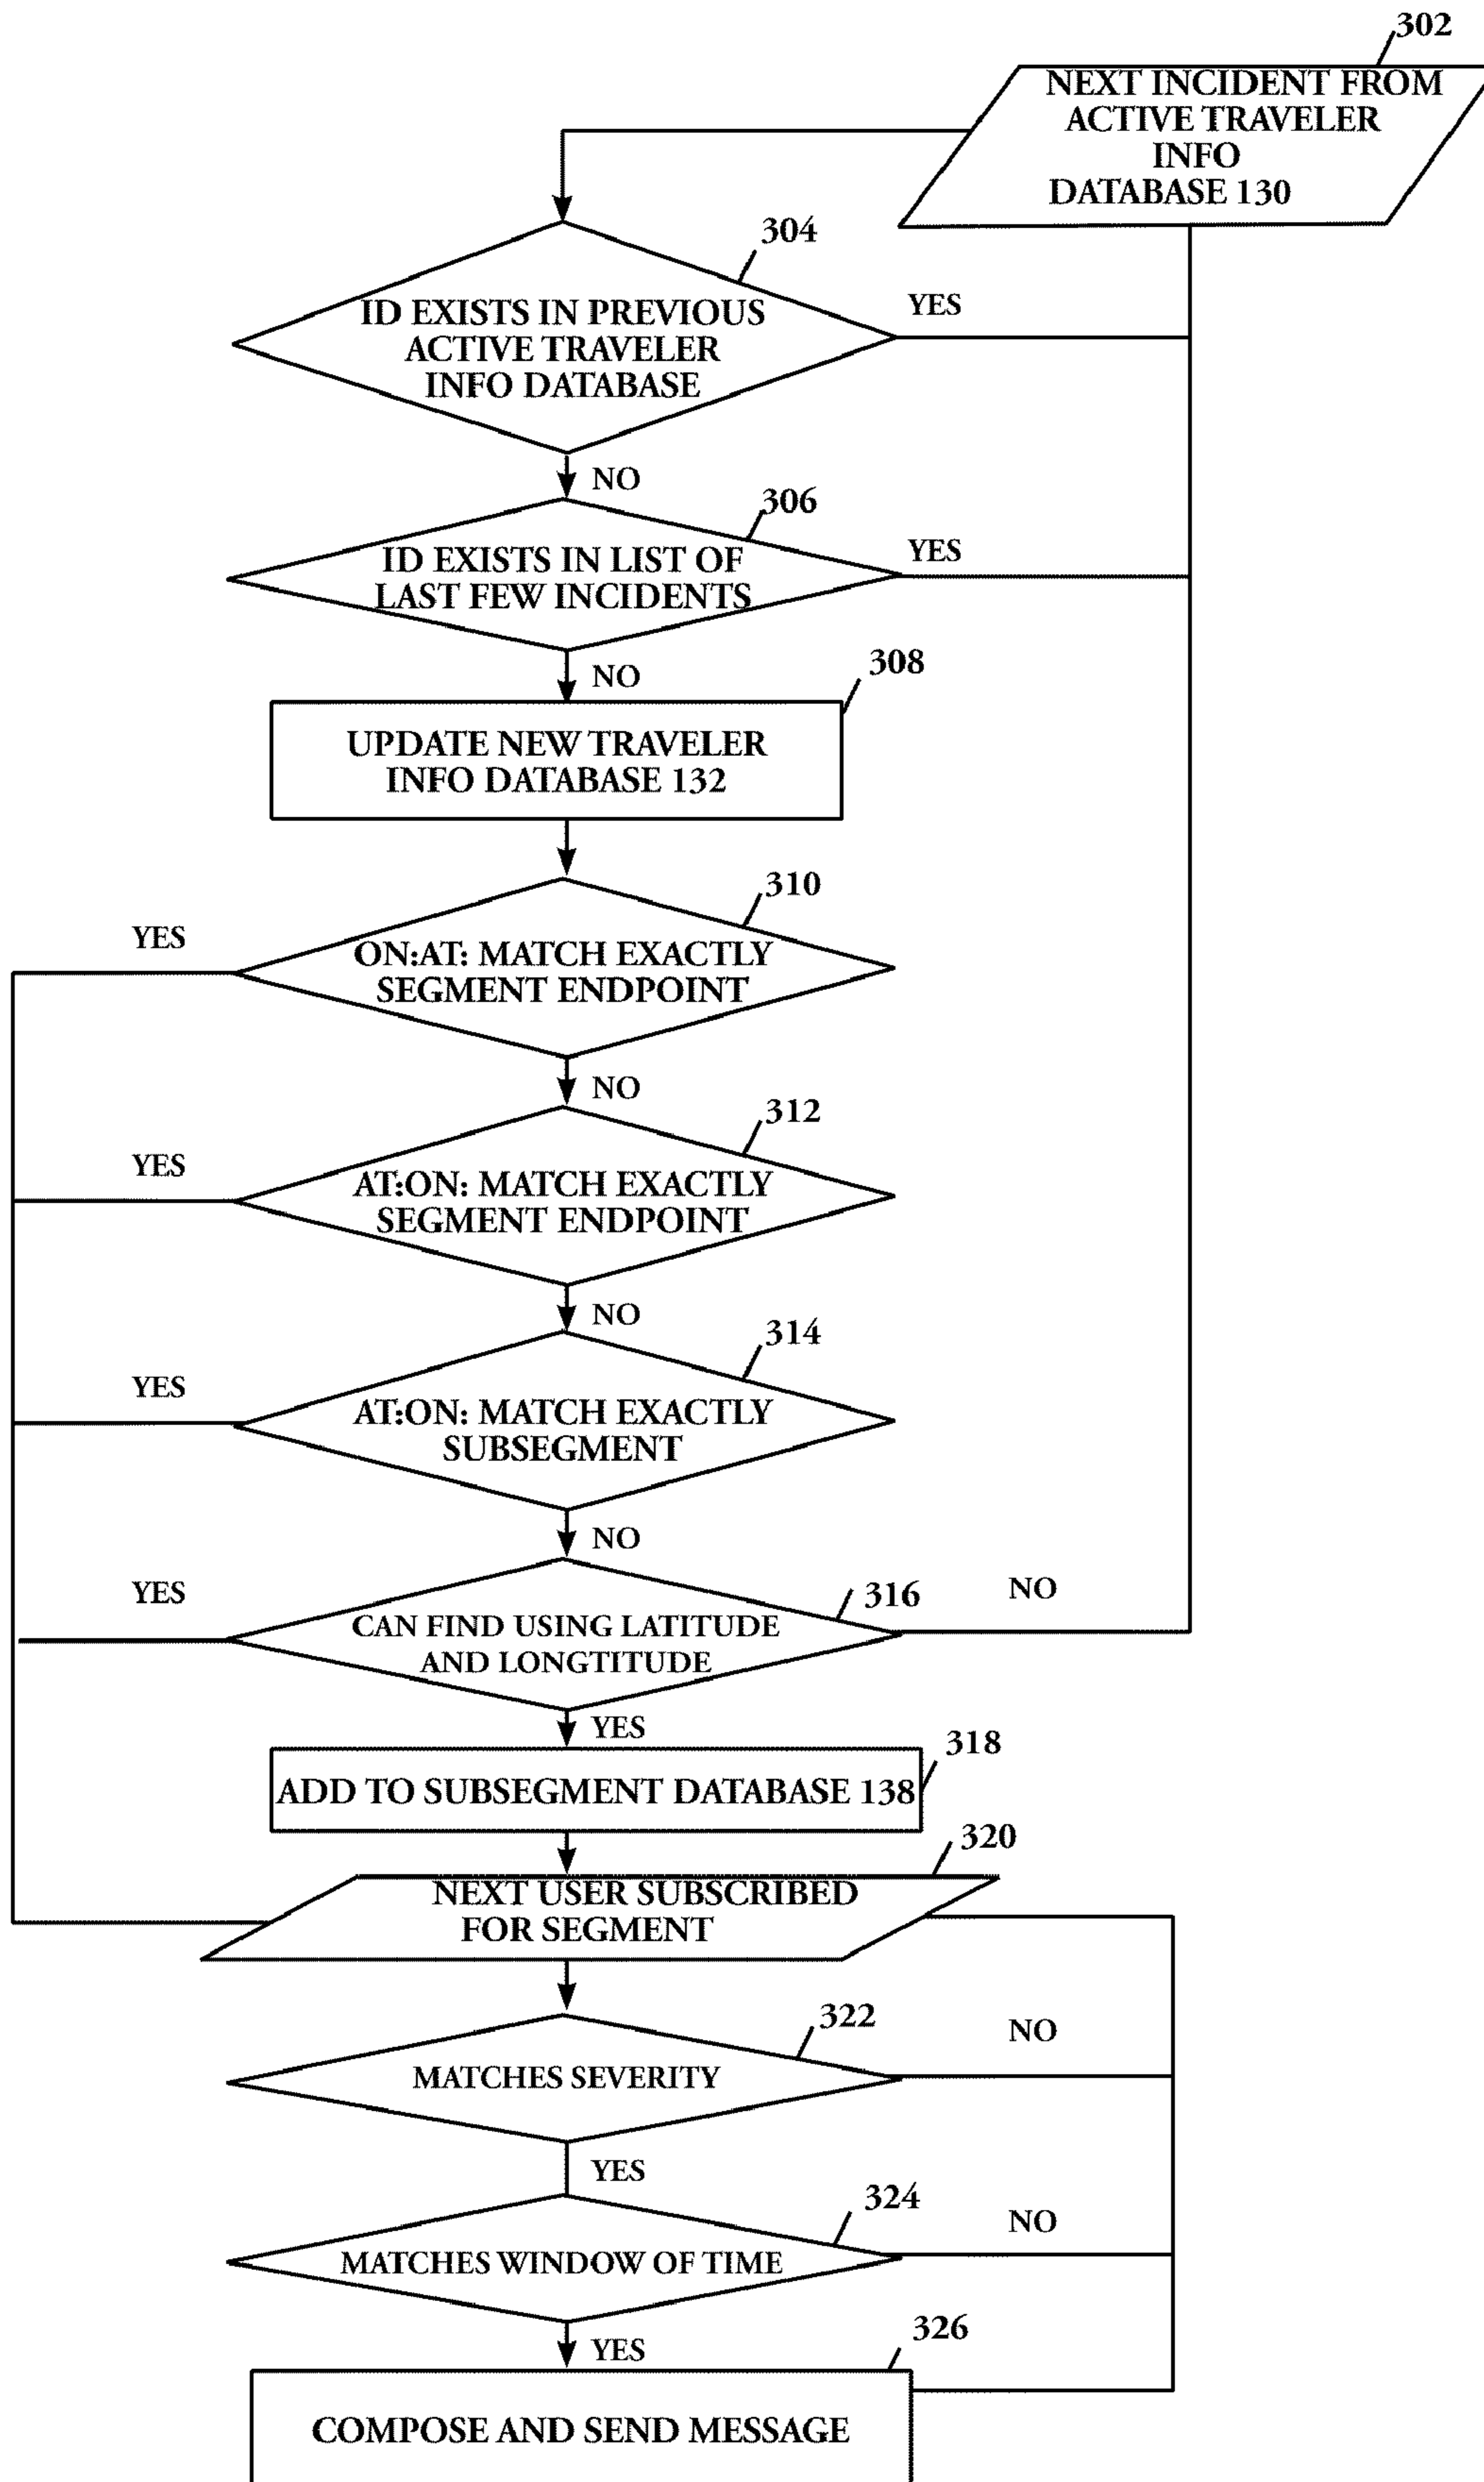 302
NEXT INCIDENT FROM
ACTIVE TRAVELER
INFO
DATABASE 130
304
ID EXISTS IN PREVIOUS
ACTIVE TRAVELER
INFO DATABASE
YES
NO
306
ID EXISTS IN LIST OF
LAST FEW INCIDENTS
YES
NO
308
UPDATE NEW TRAVELER
INFO DATABASE 132
310
YES
ON:AT: MATCH EXACTLY
SEGMENT ENDPOINT
NO
312
YES
AT:ON: MATCH EXACTLY
SEGMENT ENDPOINT
NO
314
YES
AT:ON: MATCH EXACTLY
SUBSEGMENT
NO
YES
316
NO
CAN FIND USING LATITUDE
AND LONGTITUDE
YES
318
ADD TO SUBSEGMENT DATABASE 138
320
NEXT USER SUBSCRIBED
FOR SEGMENT
322
NO
MATCHES SEVERITY
YES
324
NO
MATCHES WINDOW OF TIME
YES
326
COMPOSE AND SEND MESSAGE